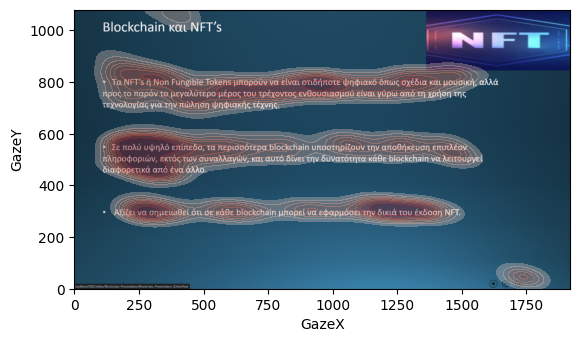 Blockchain και NFT's
NFT
• Τα NFT's ή Non Fungible Tokens μπορούν να είναι οτιδήποτε ψηφιακό όπως σχέδια και μουσική, αλλά
προς το παρόν το μεγαλύτερο μέρος του τρέχοντος ενθουσιασμού είναι γύρω από τη χρήση της
τεχνολογίας για την πώληση ψηφιακής τέχνης.
• Σε πολύ υψηλό επίπεδο, τα περισσότερα blockchain υποστηρίζουν την αποθήκευση επιπλέον
πληροφοριών, εκτός των συναλλαγών, και αυτό δίνει την δυνατότητα κάθε blockchain να λειτουργεί
διαφορετικά από ένα άλλο.
• Αξίζει να σημειωθεί ότι σε κάθε blockchain μπορεί να εφαρμόσει την δικιά του έκδοση NFT.
GazeY
1000
800
600
400
200
0
0 250 500 750 1000 1250 1500 1750
GazeX